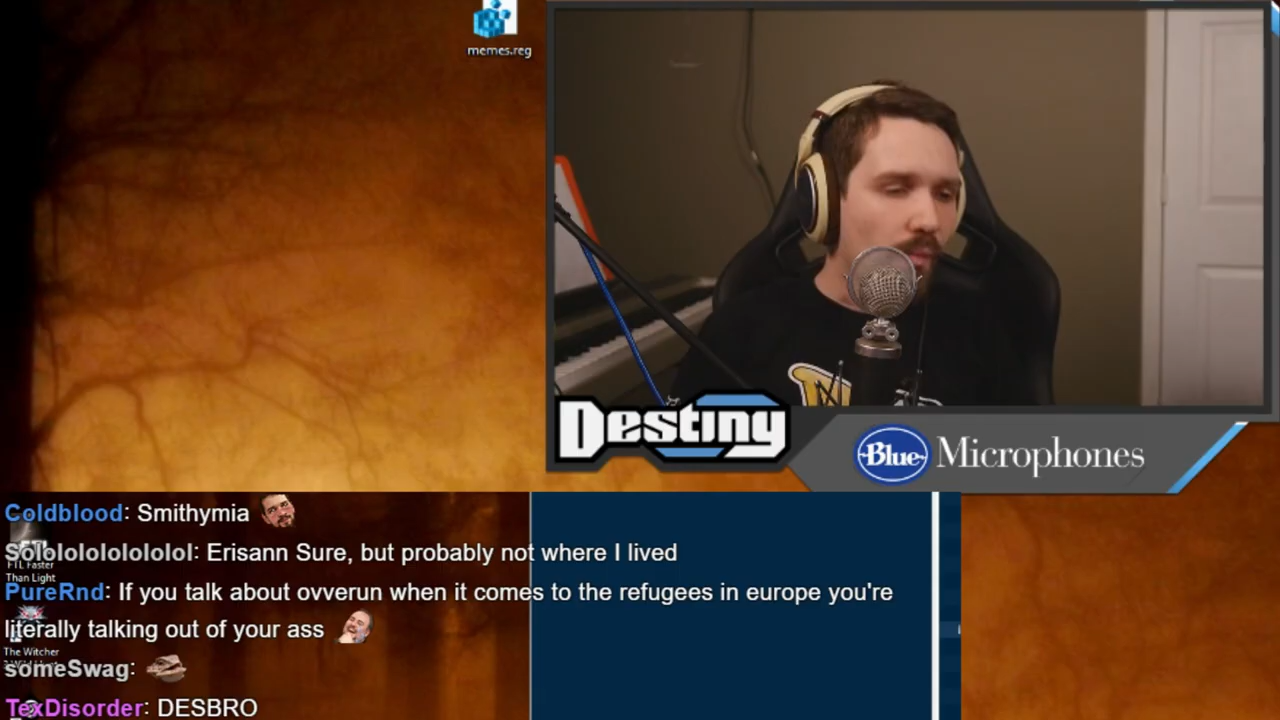 memes.reg
Destiny
Blue Microphones
Coldblood: Smithymia
Solololololololol: Erisann Sure, but probably not where I lived
FTL Faster
Than Light
PureRnd: If you talk about ovverun when it comes to the refugees in europe you're
literally talking out of your ass
The Witcher
someSwag:
TexDisorder: DESBRO